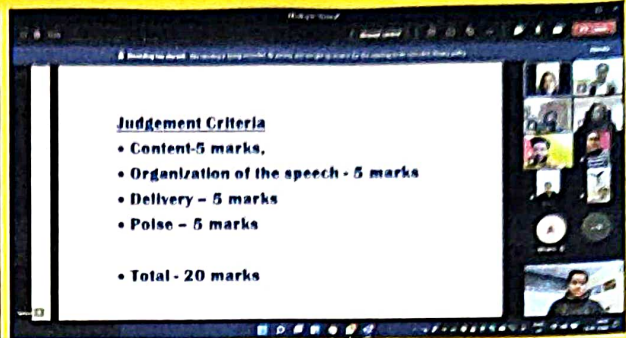 Judgement Criteria
• Content-5 marks,
• Organization of the speech - 5 marks
• Delivery – 5 marks
• Poise – 5 marks
• Total - 20 marks